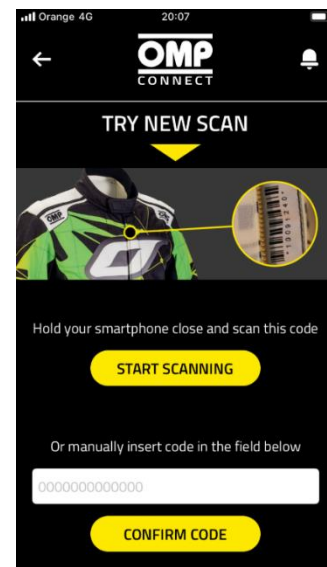 Orange 4G 20:07
OMP
CONNECT
TRY NEW SCAN
OMP
Hold your smartphone close and scan this code
START SCANNING
Or manually insert code in the field below
0000000000000
CONFIRM CODE